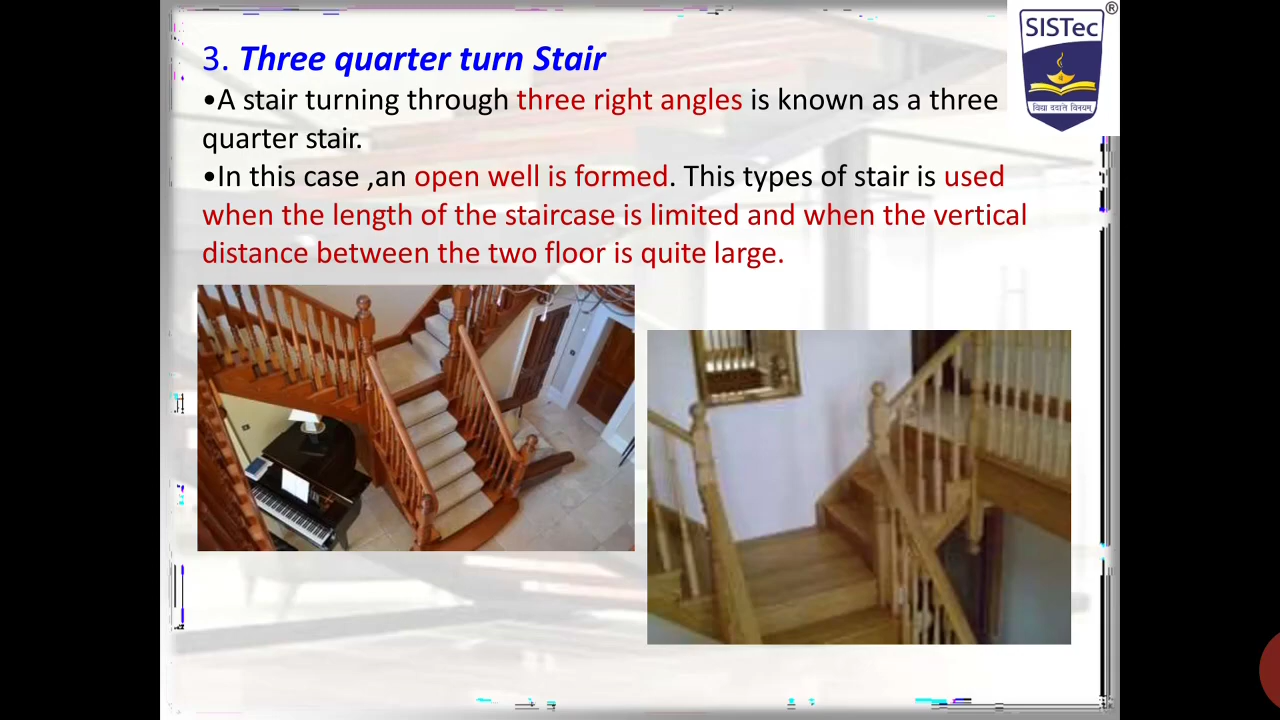 SISTec
®
विद्या ददाति विनयम्
3. Three quarter turn Stair
•A stair turning through three right angles is known as a three
quarter stair.
•In this case ,an open well is formed. This types of stair is used
when the length of the staircase is limited and when the vertical
distance between the two floor is quite large.